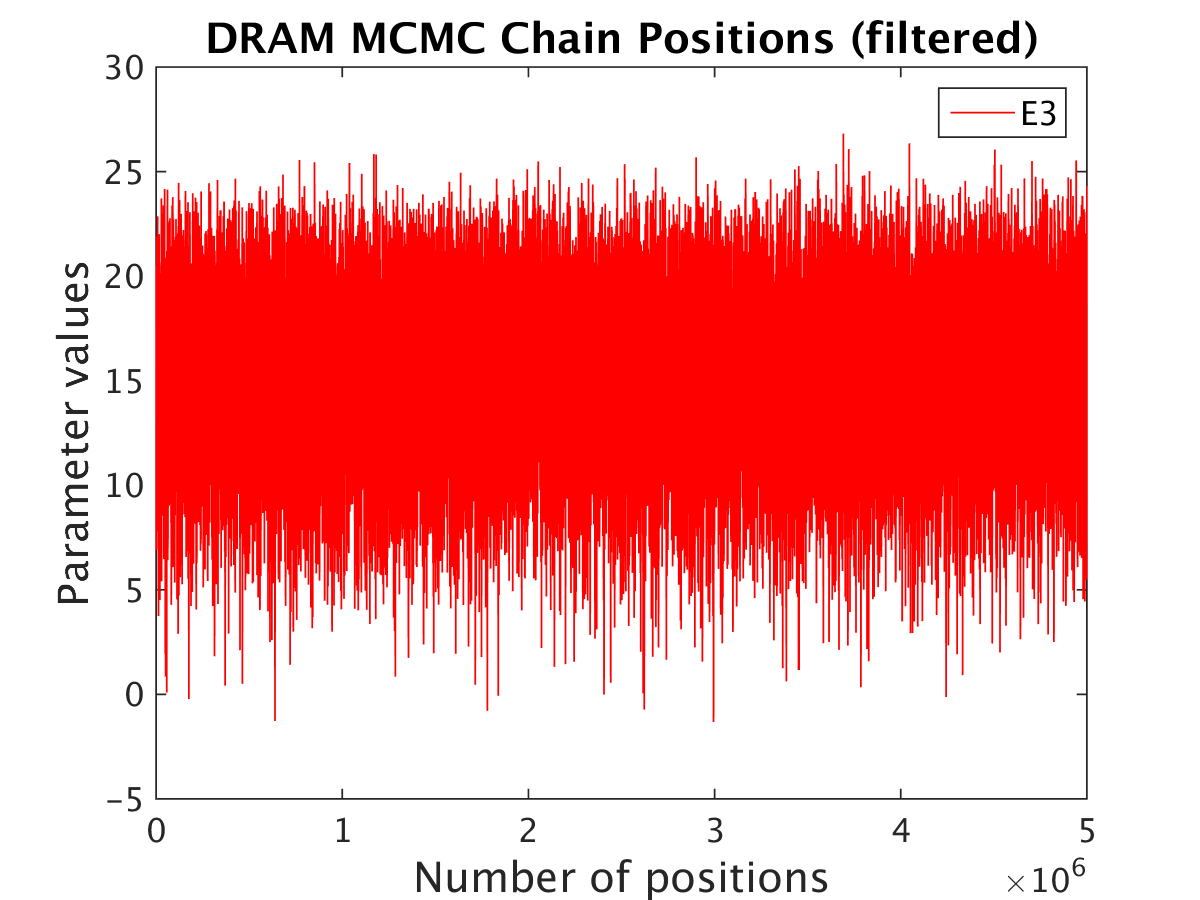 DRAM MCMC Chain Positions (filtered)
E3
30
25
20
15
10
5
0
−5
Parameter values
0 1 2 3 4 5
Number of positions
×10^6